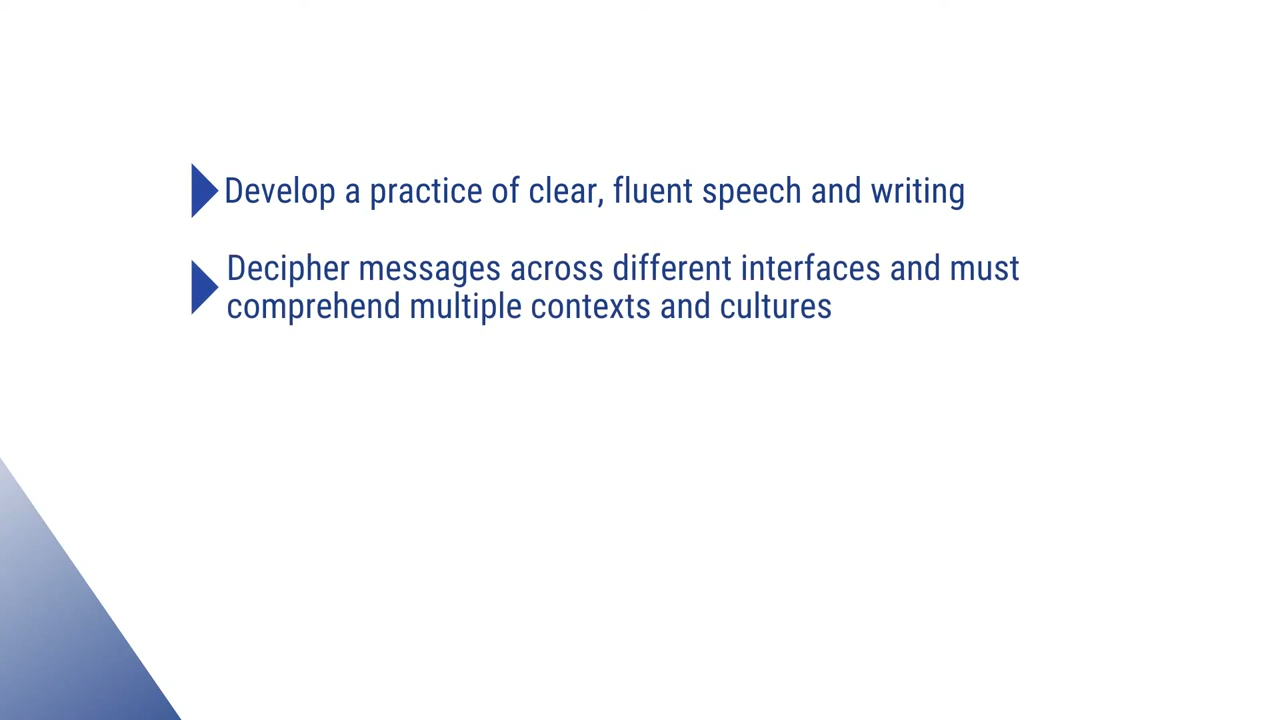 Develop a practice of clear, fluent speech and writing
Decipher messages across different interfaces and must
comprehend multiple contexts and cultures